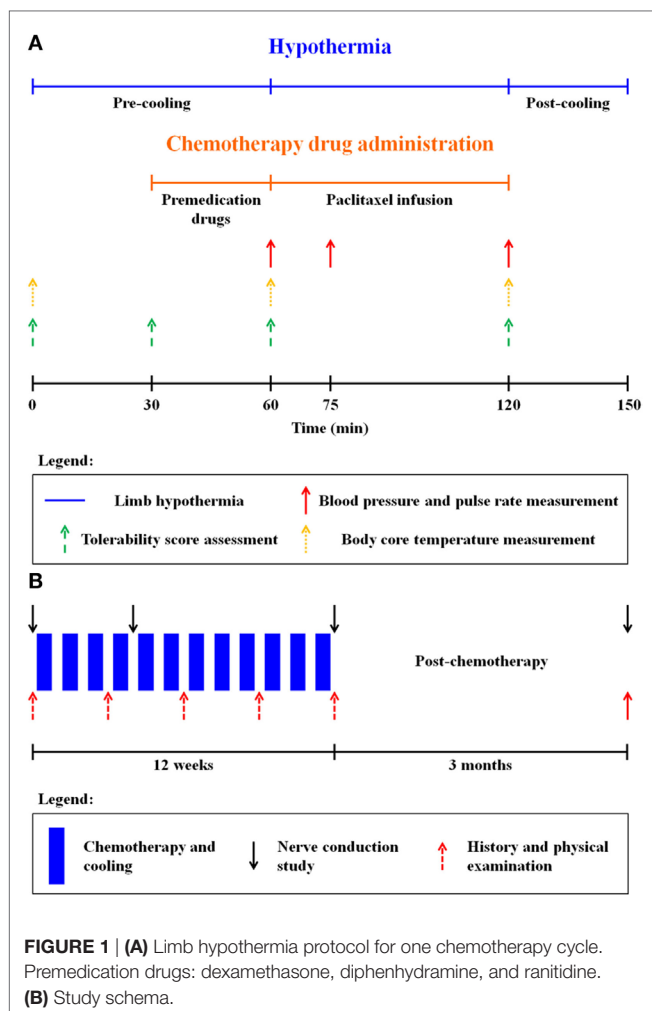 A
Hypothermia
Pre-cooling
Post-cooling
Chemotherapy drug administration
Premedication
drugs
Paclitaxel infusion
0 30 60 75 120 150
Time (min)
Legend:
Limb hypothermia
Blood pressure and pulse rate measurement
Tolerability score assessment
Body core temperature measurement
B
Post-chemotherapy
12 weeks
3 months
Legend:
Chemotherapy and
cooling
Nerve conduction
study
History and physical
examination
FIGURE 1 | (A) Limb hypothermia protocol for one chemotherapy cycle.
Premedication drugs: dexamethasone, diphenhydramine, and ranitidine.
(B) Study schema.